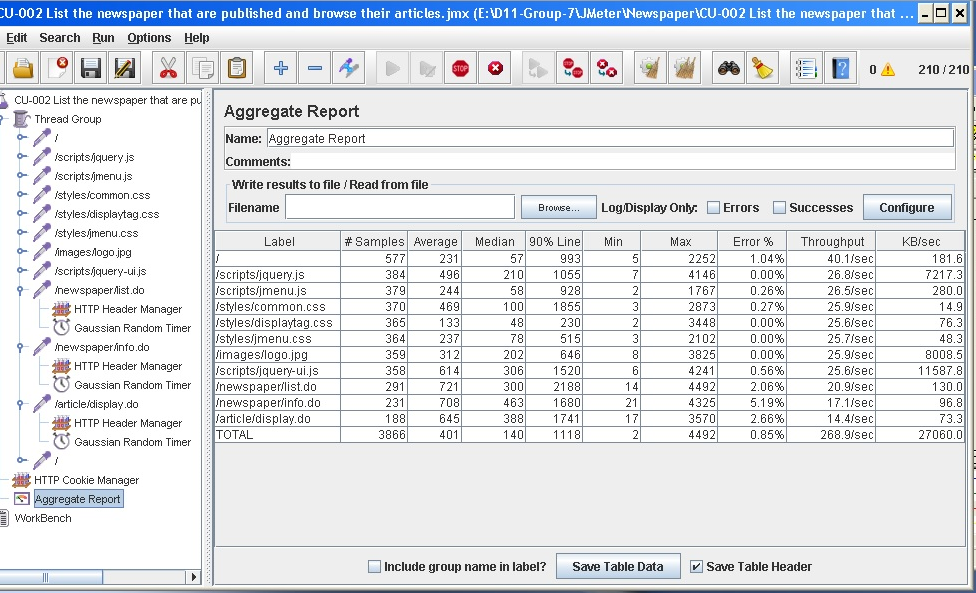 CU-002 List the newspaper that are published and browse their articles.jmx (E:\D11-Group-7\JMeter\Newspaper\CU-002 List the newspaper that ...
Edit Search Run Options Help
STOP STOP ? 0 210 / 210
CU-002 List the newspaper that are pu
Thread Group
/
/scripts/jquery.js
/scripts/jmenu.js
/styles/common.css
/styles/displaytag.css
/styles/jmenu.css
/images/logo.jpg
/scripts/jquery-ui.js
/newspaper/list.do
HTTP Header Manager
Gaussian Random Timer
/newspaper/info.do
HTTP Header Manager
Gaussian Random Timer
/article/display.do
HTTP Header Manager
Gaussian Random Timer
/
HTTP Cookie Manager
Aggregate Report
WorkBench
Aggregate Report
Name: Aggregate Report
Comments:
Write results to file / Read from file
Filename Browse... Log/Display Only: Errors Successes Configure
Label # Samples Average Median 90% Line Min Max Error % Throughput KB/sec
/ 577 231 57 993 5 2252 1.04% 40.1/sec 181.6
/scripts/jquery.js 384 496 210 1055 7 4146 0.00% 26.8/sec 7217.3
/scripts/jmenu.js 379 244 58 928 2 1767 0.26% 26.5/sec 280.0
/styles/common.css 370 469 100 1855 3 2873 0.27% 25.9/sec 14.9
/styles/displaytag.css 365 133 48 230 2 3448 0.00% 25.6/sec 76.3
/styles/jmenu.css 364 237 78 515 3 2102 0.00% 25.7/sec 48.3
/images/logo.jpg 359 312 202 646 8 3825 0.00% 25.9/sec 8008.5
/scripts/jquery-ui.js 358 614 306 1520 6 4241 0.56% 25.6/sec 11587.8
/newspaper/list.do 291 721 300 2188 14 4492 2.06% 20.9/sec 130.0
/newspaper/info.do 231 708 463 1680 21 4325 5.19% 17.1/sec 96.8
/article/display.do 188 645 388 1741 17 3570 2.66% 14.4/sec 73.3
TOTAL 3866 401 140 1118 2 4492 0.85% 268.9/sec 27060.0
Include group name in label? Save Table Data Save Table Header